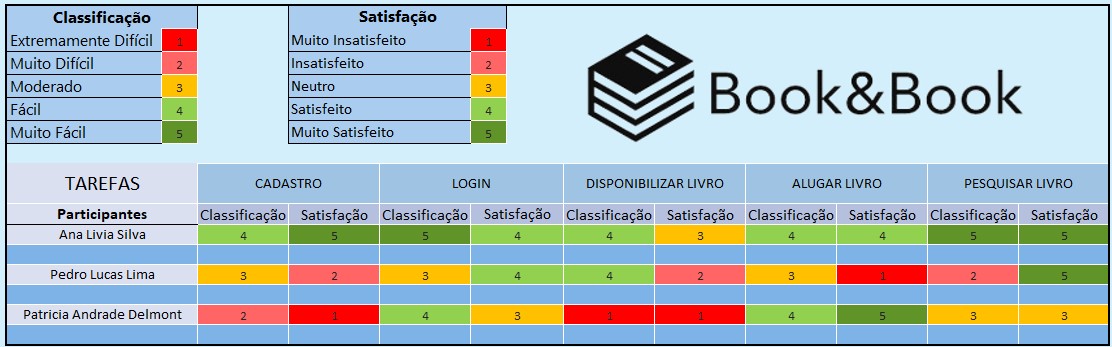 Classificação Satisfação
Extremamente Difícil 1 Muito Insatisfeito 1
Muito Difícil 2 Insatisfeito 2
Moderado 3 Neutro 3
Fácil 4 Satisfeito 4
Muito Fácil 5 Muito Satisfeito 5
Book&Book
TAREFAS CADASTRO LOGIN DISPONIBILIZAR LIVRO ALUGAR LIVRO PESQUISAR LIVRO
Participantes Classificação Satisfação Classificação Satisfação Classificação Satisfação Classificação Satisfação Classificação Satisfação
Ana Livia Silva 4 5 5 4 4 3 4 4 5 5
Pedro Lucas Lima 3 2 3 4 4 2 3 1 2 5
Patricia Andrade Delmont 2 1 4 3 1 1 4 5 3 3